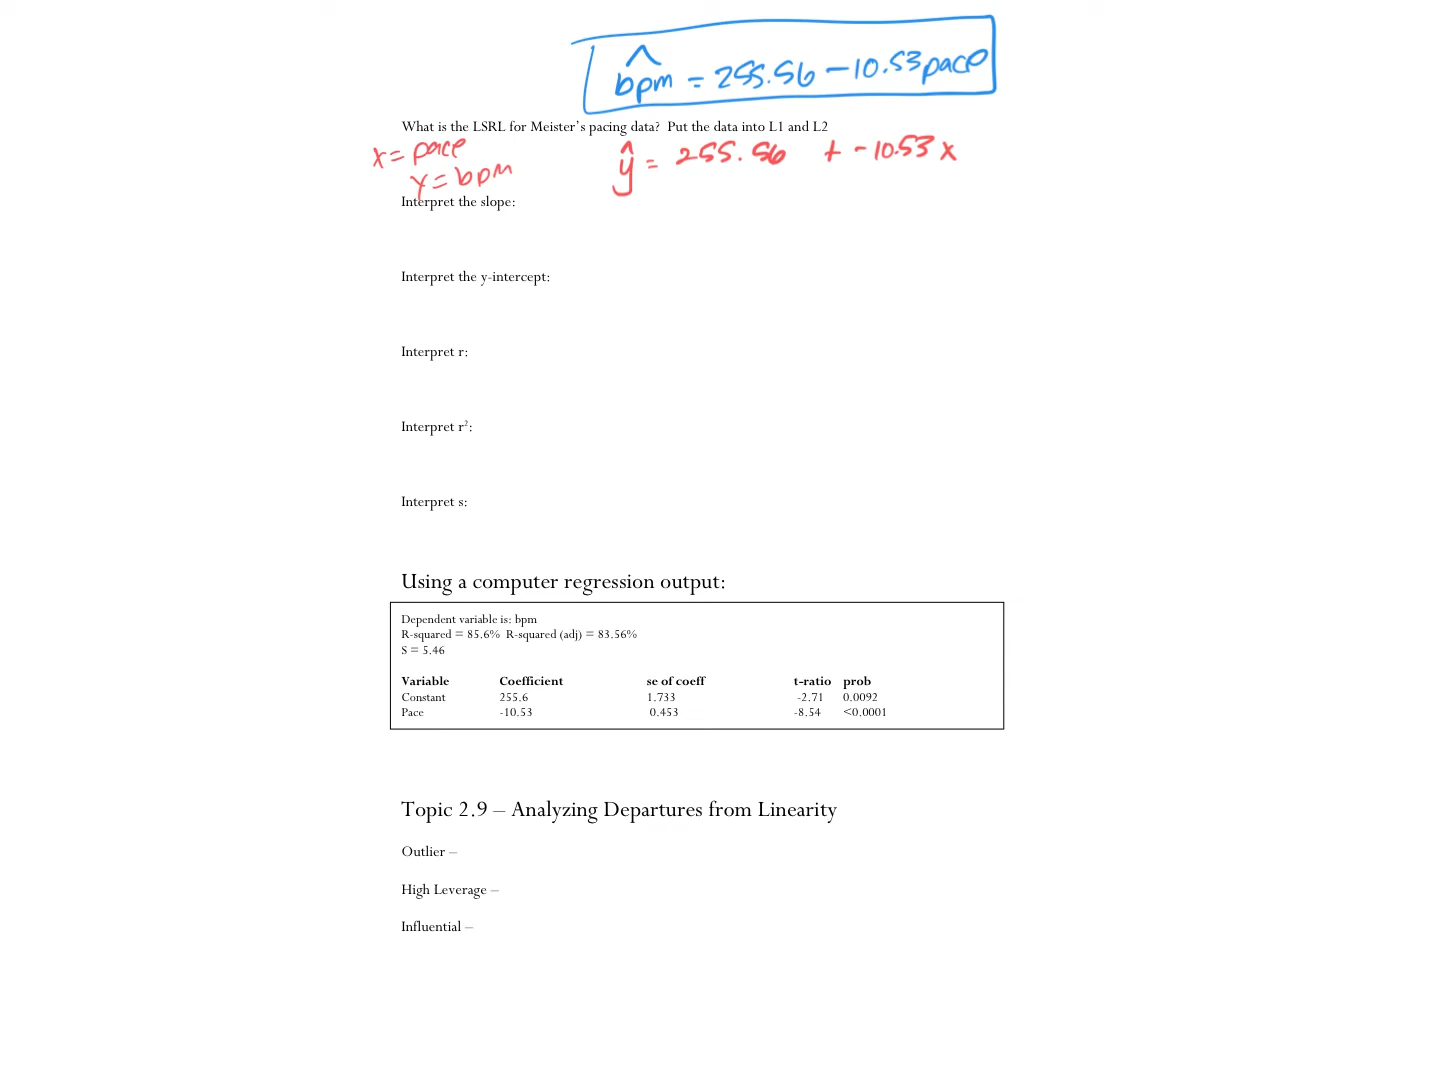 bpm^ = 255.56 - 10.53pace
What is the LSRL for Meister's pacing data? Put the data into L1 and L2
x = pace
ŷ = 255.56 + -10.53x
y = bpm
Interpret the slope:
Interpret the y-intercept:
Interpret r:
Interpret r²:
Interpret s:
Using a computer regression output:
Dependent variable is: bpm
R-squared = 85.6% R-squared (adj) = 83.56%
S = 5.46
Variable Coefficient se of coeff t-ratio prob
Constant 255.6 1.733 -2.71 0.0092
Pace -10.53 0.453 -8.54 <0.0001
Topic 2.9 – Analyzing Departures from Linearity
Outlier –
High Leverage –
Influential –